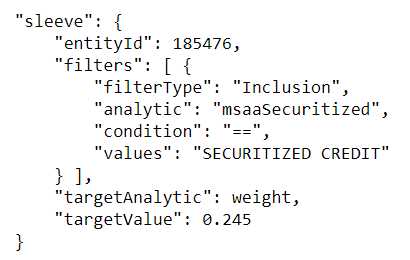 "sleeve": {
    "entityId": 185476,
    "filters": [ {
        "filterType": "Inclusion",
        "analytic": "msaaSecuritized",
        "condition": "==",
        "values": "SECURITIZED CREDIT"
    } ],
    "targetAnalytic": weight,
    "targetValue": 0.245
}